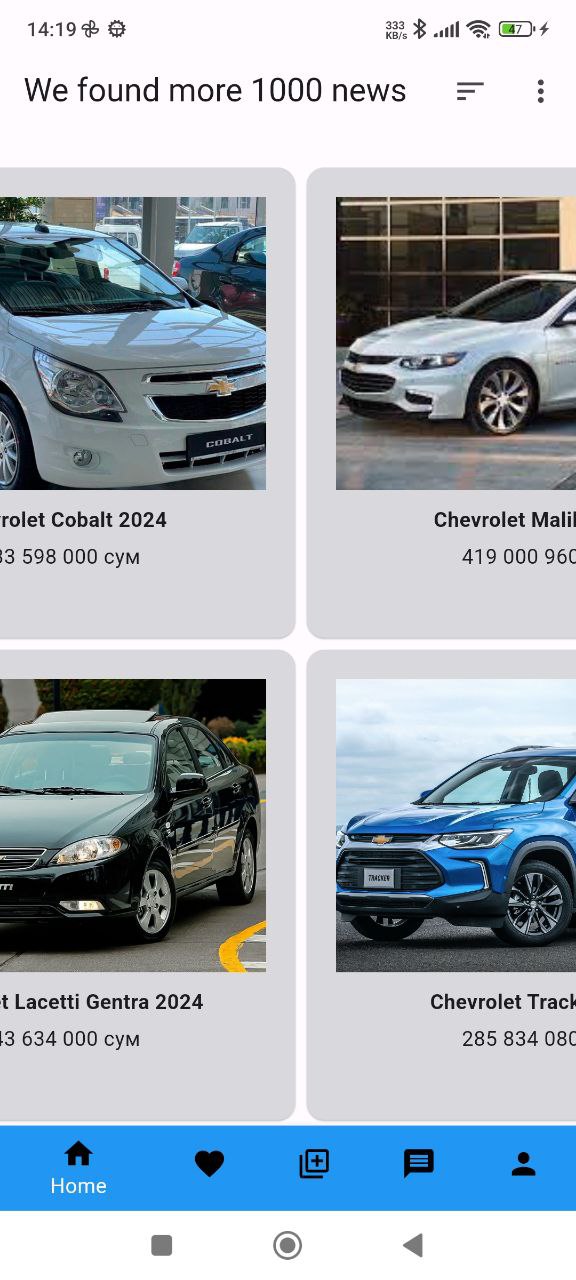 14:19 333 KB/s 47
We found more 1000 news
COBALT
rolet Cobalt 2024
Chevrolet Mali
33 598 000 сум
419 000 960
TRACKER
t Lacetti Gentra 2024
Chevrolet Track
43 634 000 сум
285 834 080
Home